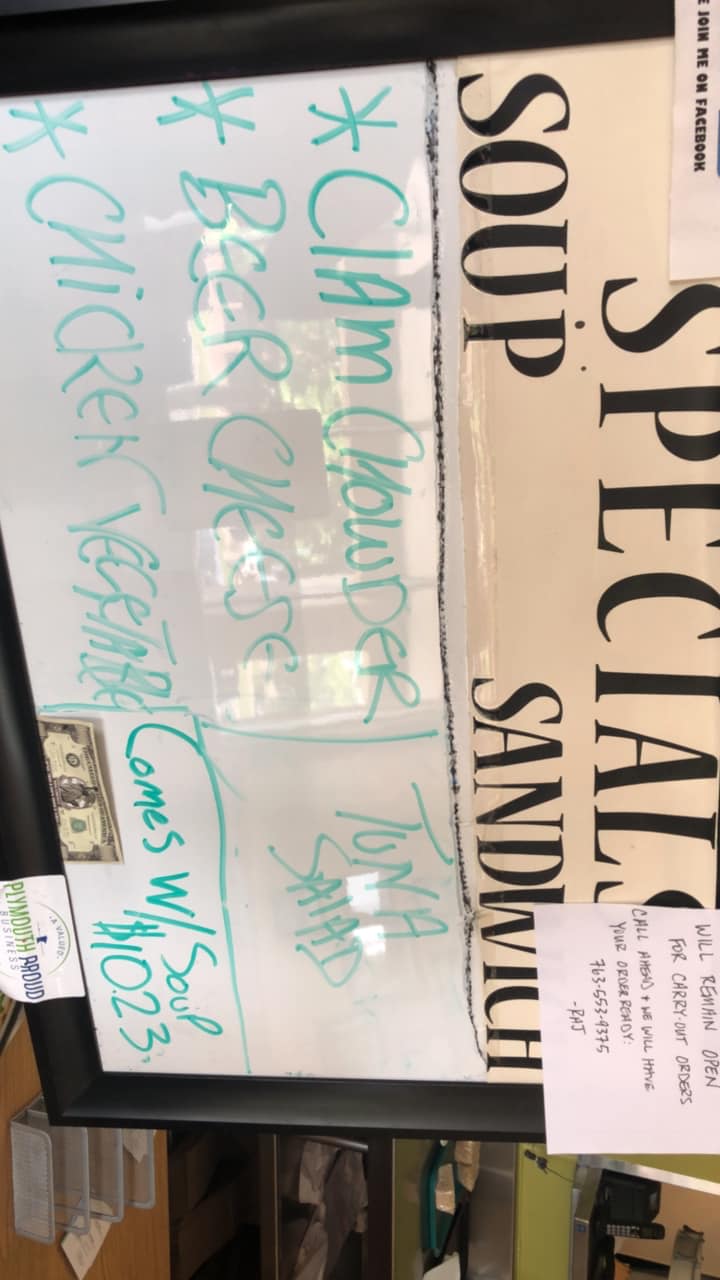 E JOIN ME ON FACEBOOK
SPECIALS
SOUP
SANDWICH
WILL REMAIN OPEN
FOR CARRY-OUT ORDERS
CALL AHEAD & WE WILL HAVE
YOUR ORDER READY:
763-553-9375
-RAJ
* CLAM CHOWDER
* BEER CHEESE
* CHICKEN VEGETABLE
TUNA
SALAD
COMES W/ SOUP
$10.23
A VALUED
PLYMOUTH PROUD
BUSINESS